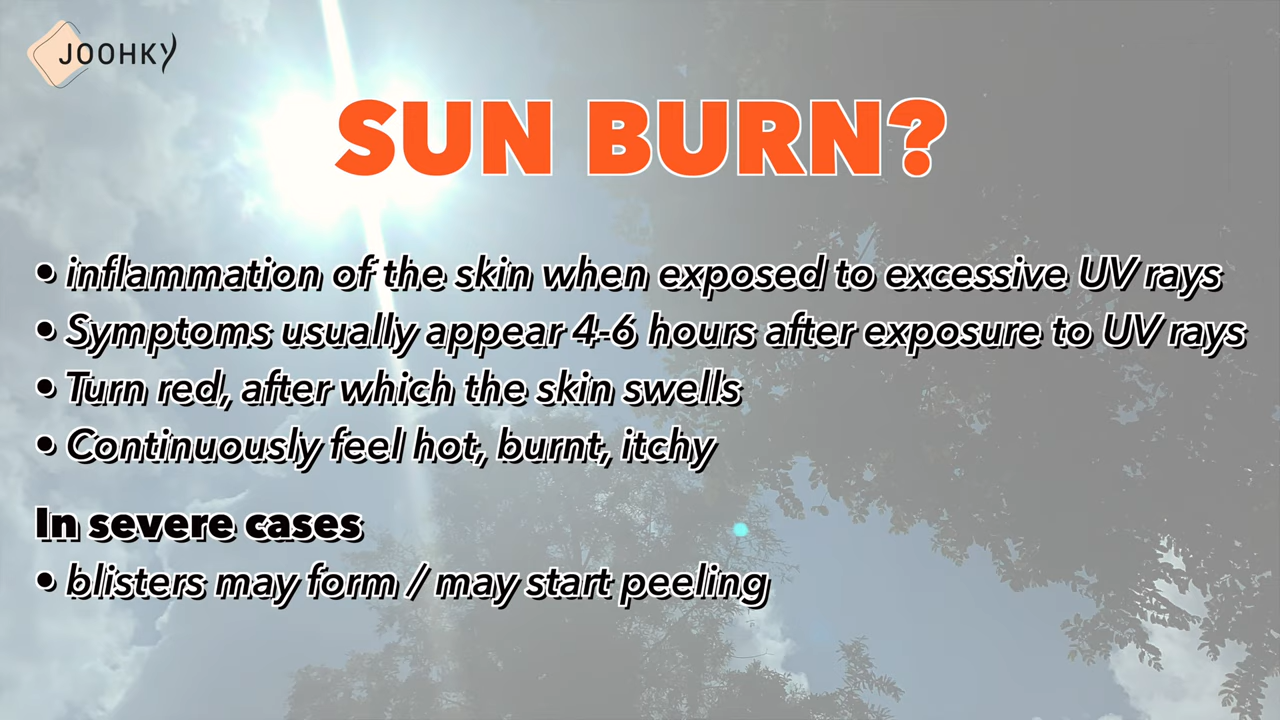 JOOHKY
SUN BURN?
• inflammation of the skin when exposed to excessive UV rays
• Symptoms usually appear 4-6 hours after exposure to UV rays
• Turn red, after which the skin swells
• Continuously feel hot, burnt, itchy
In severe cases
• blisters may form / may start peeling